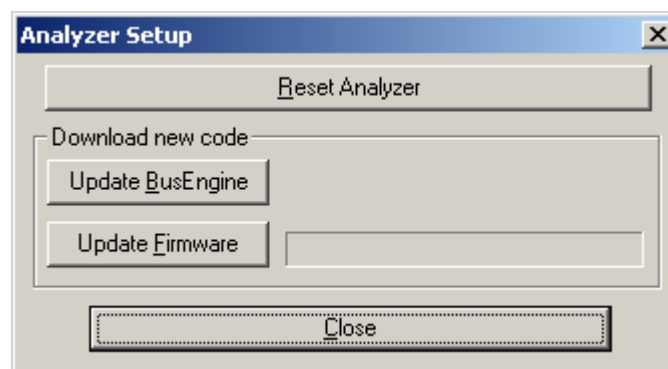 Analyzer Setup
Reset Analyzer
Download new code
Update BusEngine
Update Firmware
Close